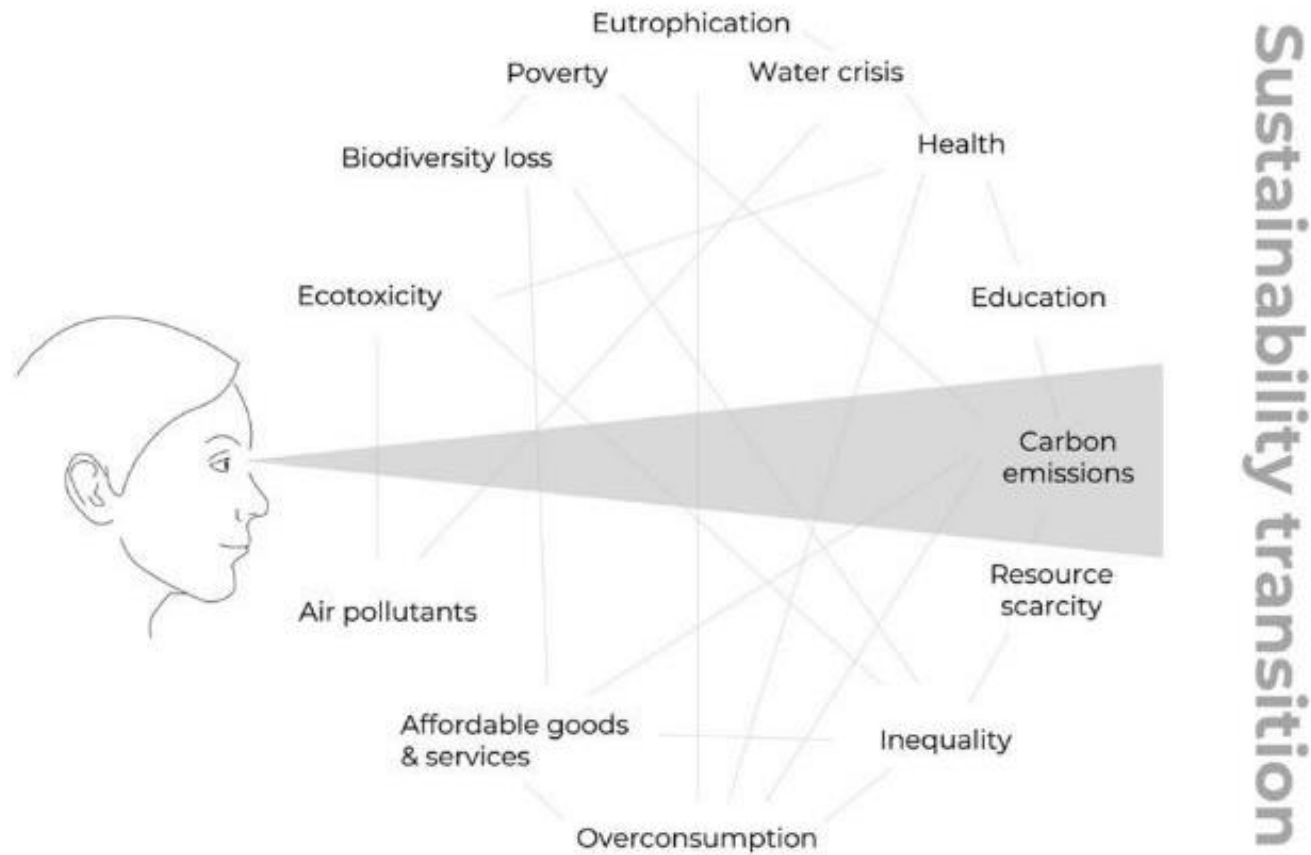 Eutrophication
Poverty
Water crisis
Health
Biodiversity loss
Ecotoxicity
Education
Carbon
emissions
Resource
scarcity
Air pollutants
Affordable goods
& services
Inequality
Overconsumption
Sustainability transition